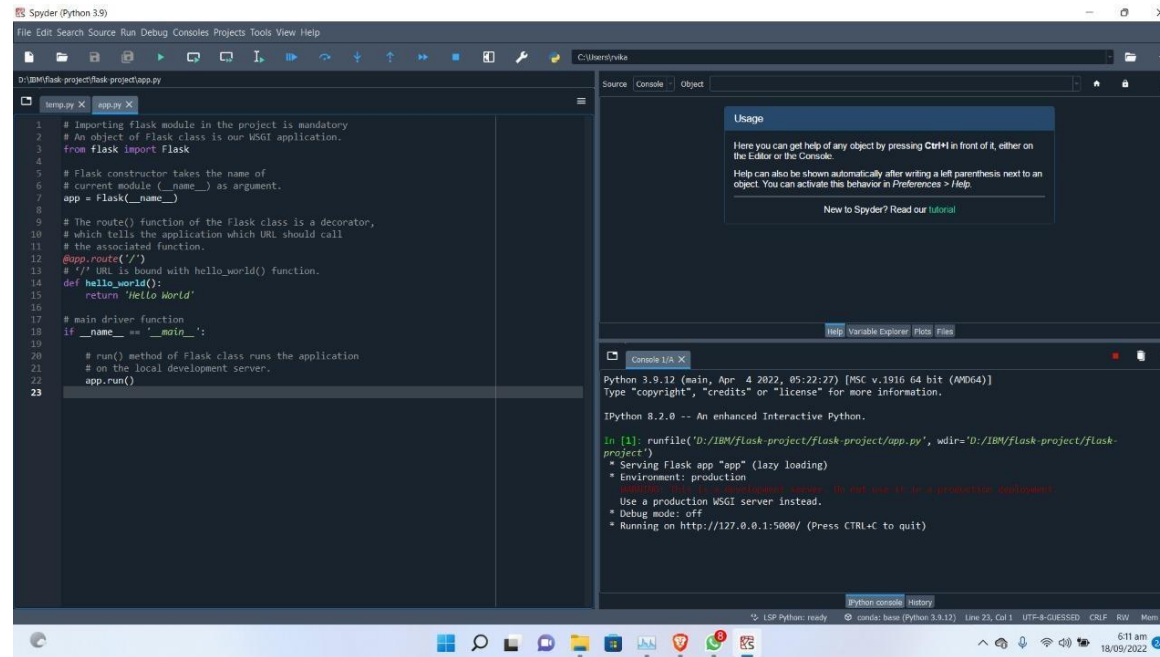 Spyder (Python 3.9)
File Edit Search Source Run Debug Consoles Projects Tools View Help
C:\Users\rvika
D:\IBM\flask-project\flask-project\app.py
temp.py X app.py X
1 # Importing flask module in the project is mandatory
2 # An object of Flask class is our WSGI application.
3 from flask import Flask
4
5 # Flask constructor takes the name of
6 # current module (__name__) as argument.
7 app = Flask(__name__)
8
9 # The route() function of the Flask class is a decorator,
10 # which tells the application which URL should call
11 # the associated function.
12 @app.route('/')
13 # ‘/’ URL is bound with hello_world() function.
14 def hello_world():
15 return 'Hello World'
16
17 # main driver function
18 if __name__ == '__main__':
19
20 # run() method of Flask class runs the application
21 # on the local development server.
22 app.run()
23
Source Console Object
Usage
Here you can get help of any object by pressing Ctrl+I in front of it, either on
the Editor or the Console.
Help can also be shown automatically after writing a left parenthesis next to an
object. You can activate this behavior in Preferences > Help.
New to Spyder? Read our tutorial
Help Variable Explorer Plots Files
Console 1/A X
Python 3.9.12 (main, Apr 4 2022, 05:22:27) [MSC v.1916 64 bit (AMD64)]
Type "copyright", "credits" or "license" for more information.
IPython 8.2.0 -- An enhanced Interactive Python.
In [1]: runfile('D:/IBM/flask-project/flask-project/app.py', wdir='D:/IBM/flask-project/flask-
project')
* Serving Flask app "app" (lazy loading)
* Environment: production
WARNING: This is a development server. Do not use it in a production deployment.
Use a production WSGI server instead.
* Debug mode: off
* Running on http://127.0.0.1:5000/ (Press CTRL+C to quit)
IPython console History
LSP Python: ready conda: base (Python 3.9.12) Line 23, Col 1 UTF-8-GUESSED CRLF RW Mem
8
6:11 am
18/09/2022